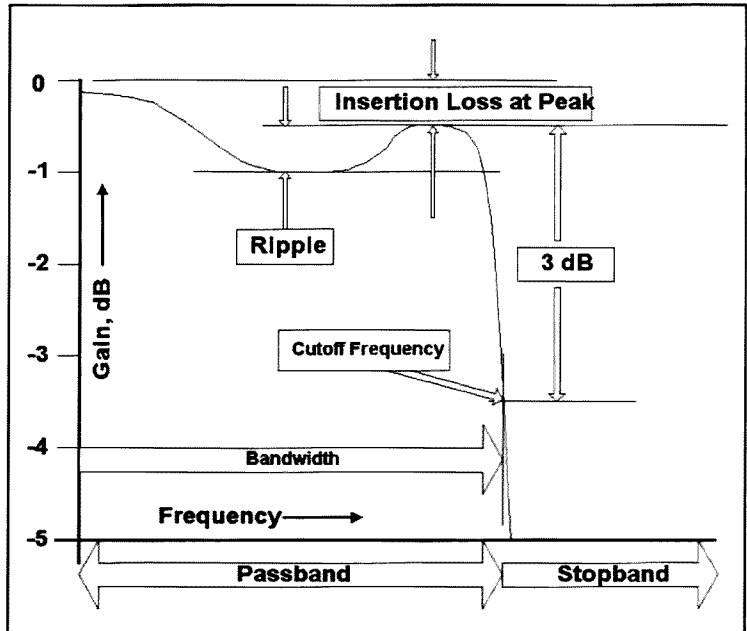 0
Insertion Loss at Peak
-1
Ripple
-2
3 dB
Gain, dB
-3
Cutoff Frequency
-4
Bandwidth
Frequency
-5
Passband
Stopband